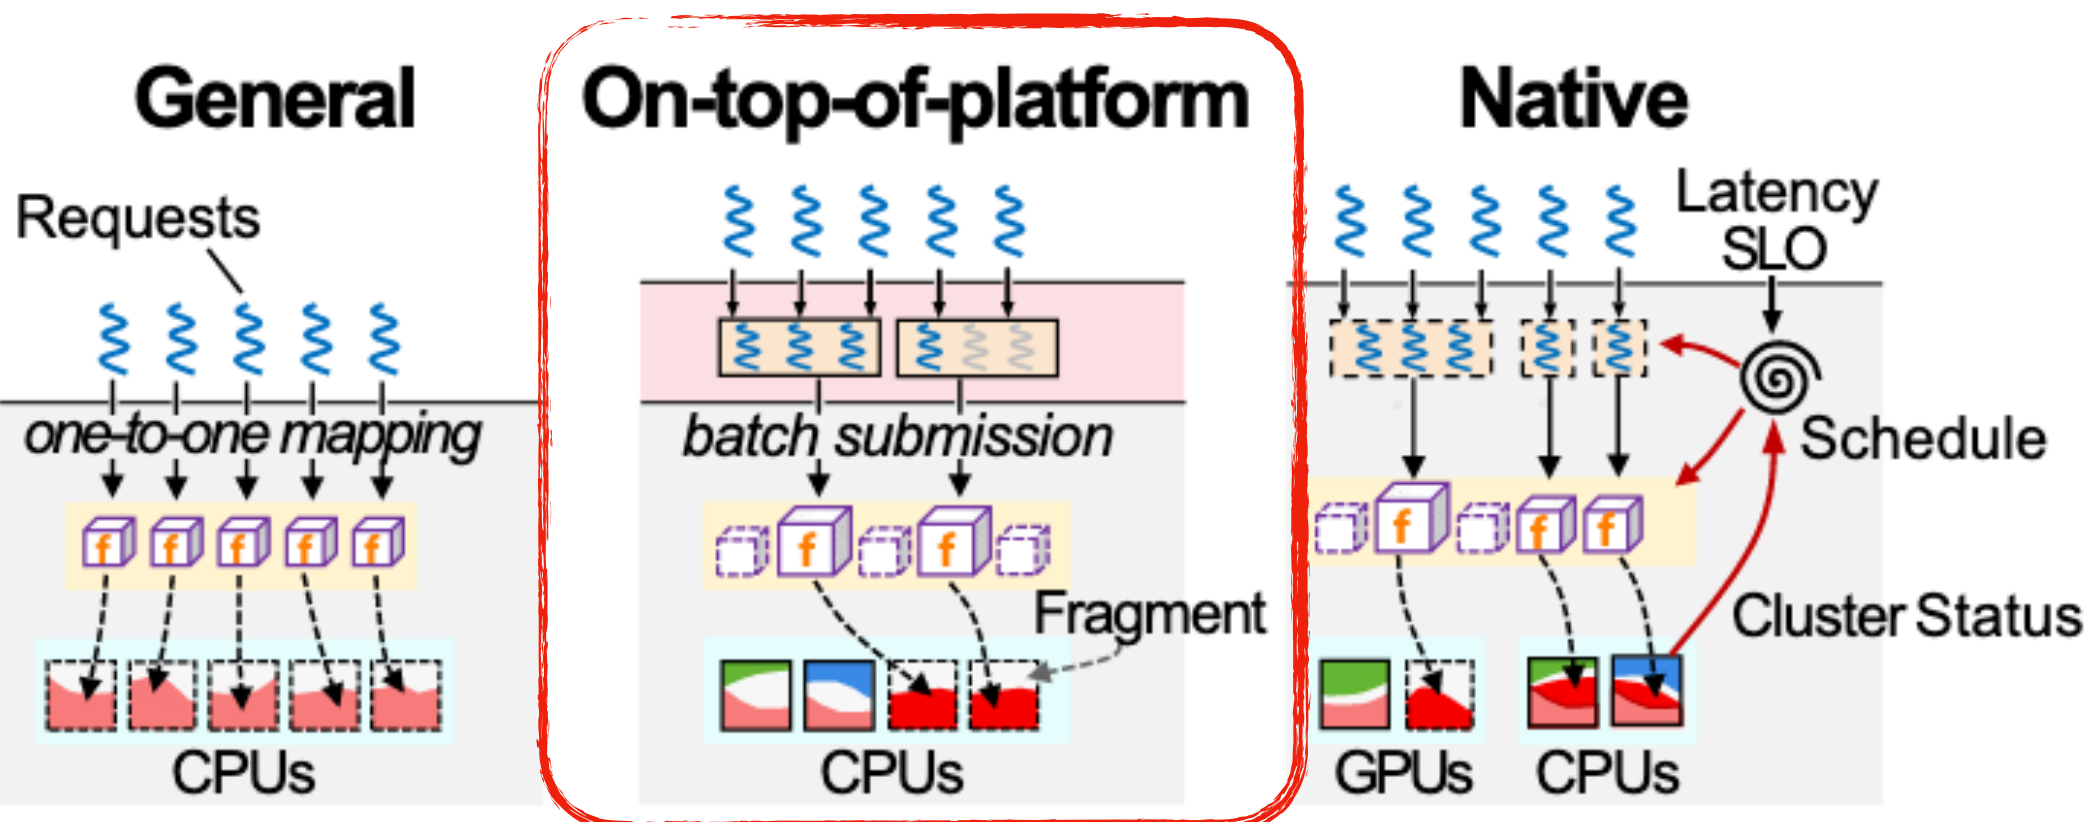 General
Requests
one-to-one mapping
f f f f f
CPUs
On-top-of-platform
batch submission
f f
Fragment
CPUs
Native
Latency
SLO
Schedule
f f f
Cluster Status
GPUs CPUs